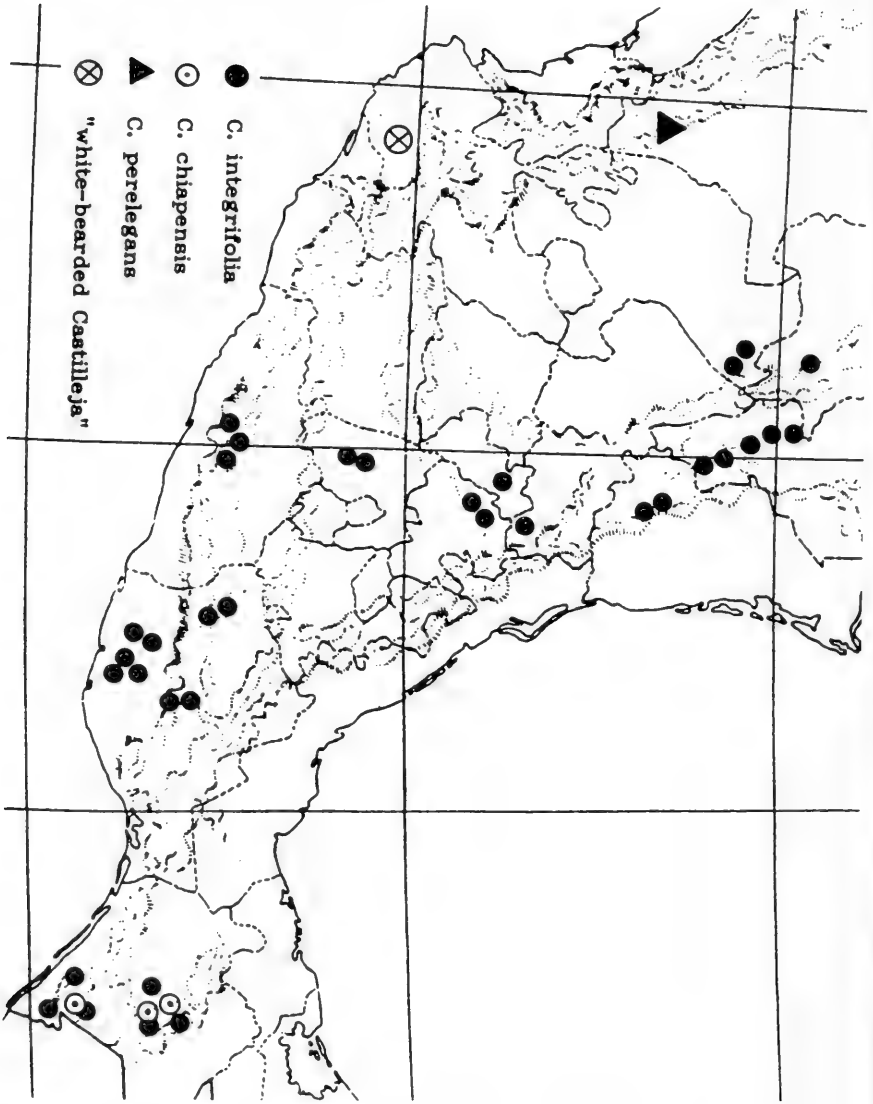 C. integrifolia
C. chiapensis
C. perelegans
"white-bearded Castilleja"